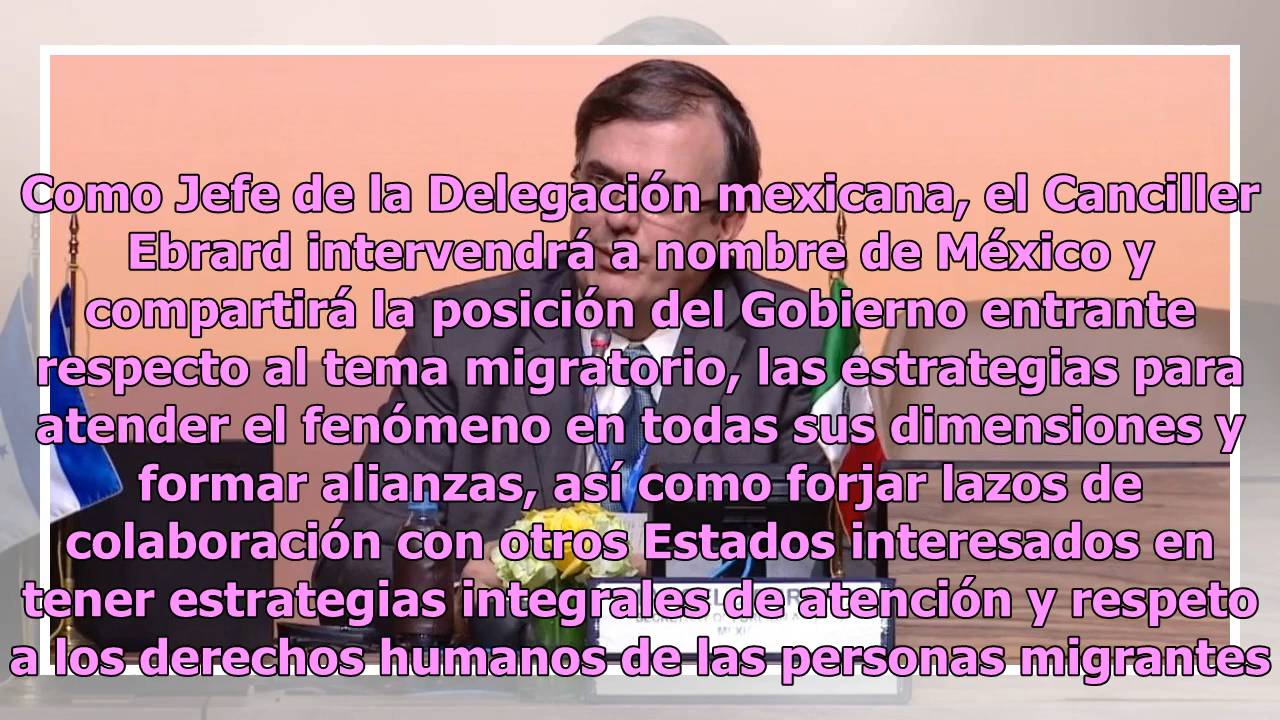 Como Jefe de la Delegación mexicana, el Canciller
Ebrard intervendrá a nombre de México y
compartirá la posición del Gobierno entrante
respecto al tema migratorio, las estrategias para
atender el fenómeno en todas sus dimensiones y
formar alianzas, así como forjar lazos de
colaboración con otros Estados interesados en
tener estrategias integrales de atención y respeto
a los derechos humanos de las personas migrantes